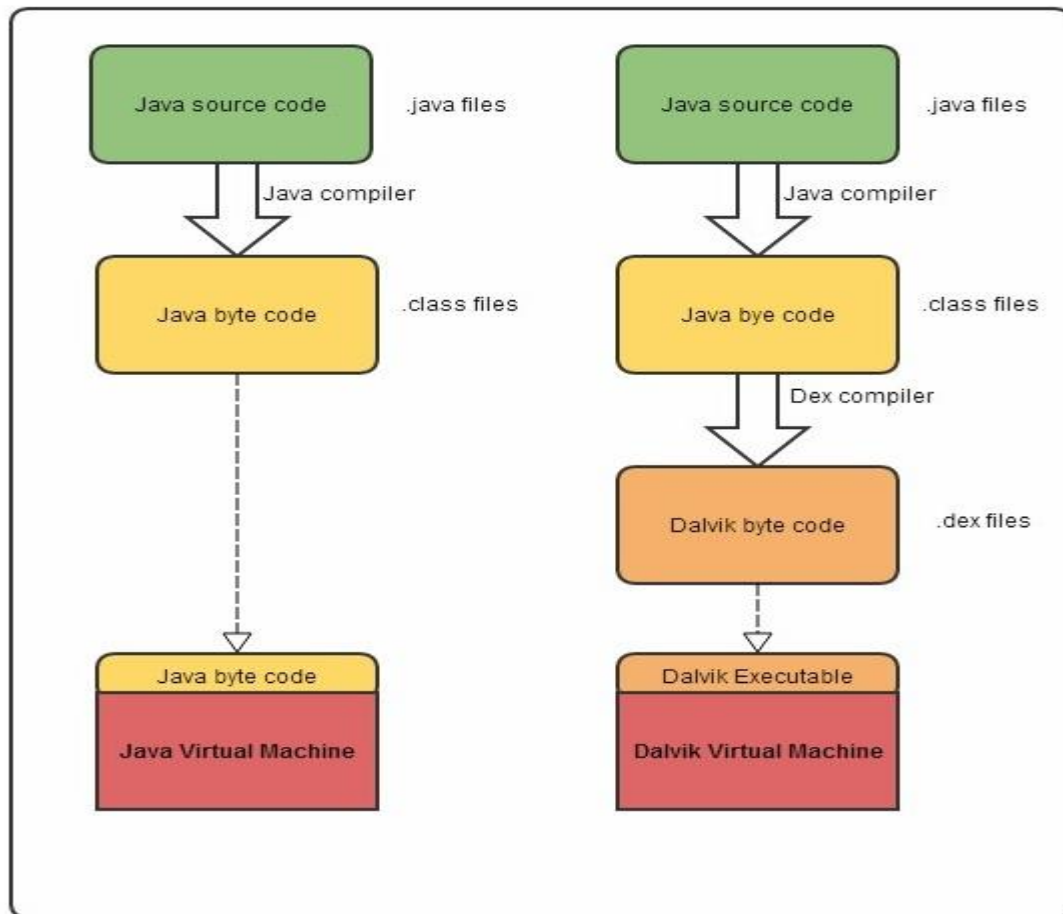 Java source code
.java files
Java compiler
Java byte code
.class files
Java byte code
Java Virtual Machine
Java source code
.java files
Java compiler
Java bye code
.class files
Dex compiler
Dalvik byte code
.dex files
Dalvik Executable
Dalvik Virtual Machine